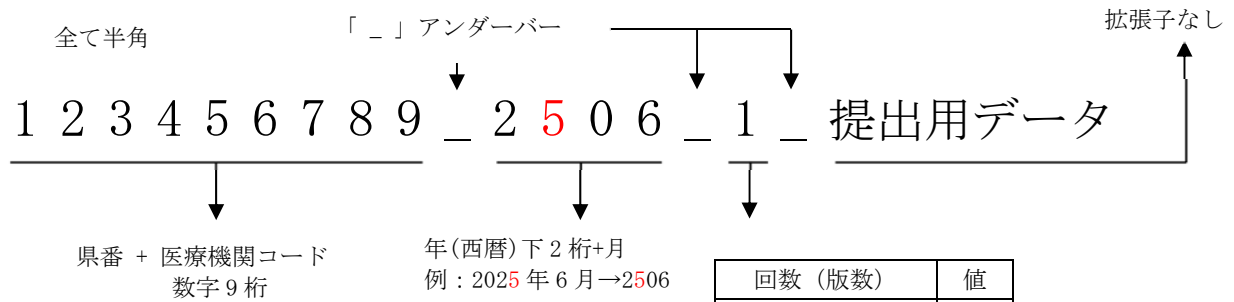 全て半角
「 _ 」アンダーバー
拡張子なし
123456789_2506_1_提出用データ
県番 + 医療機関コード
数字9桁
年(西暦)下2桁+月
例：2025年6月→2506
回数（版数） 値